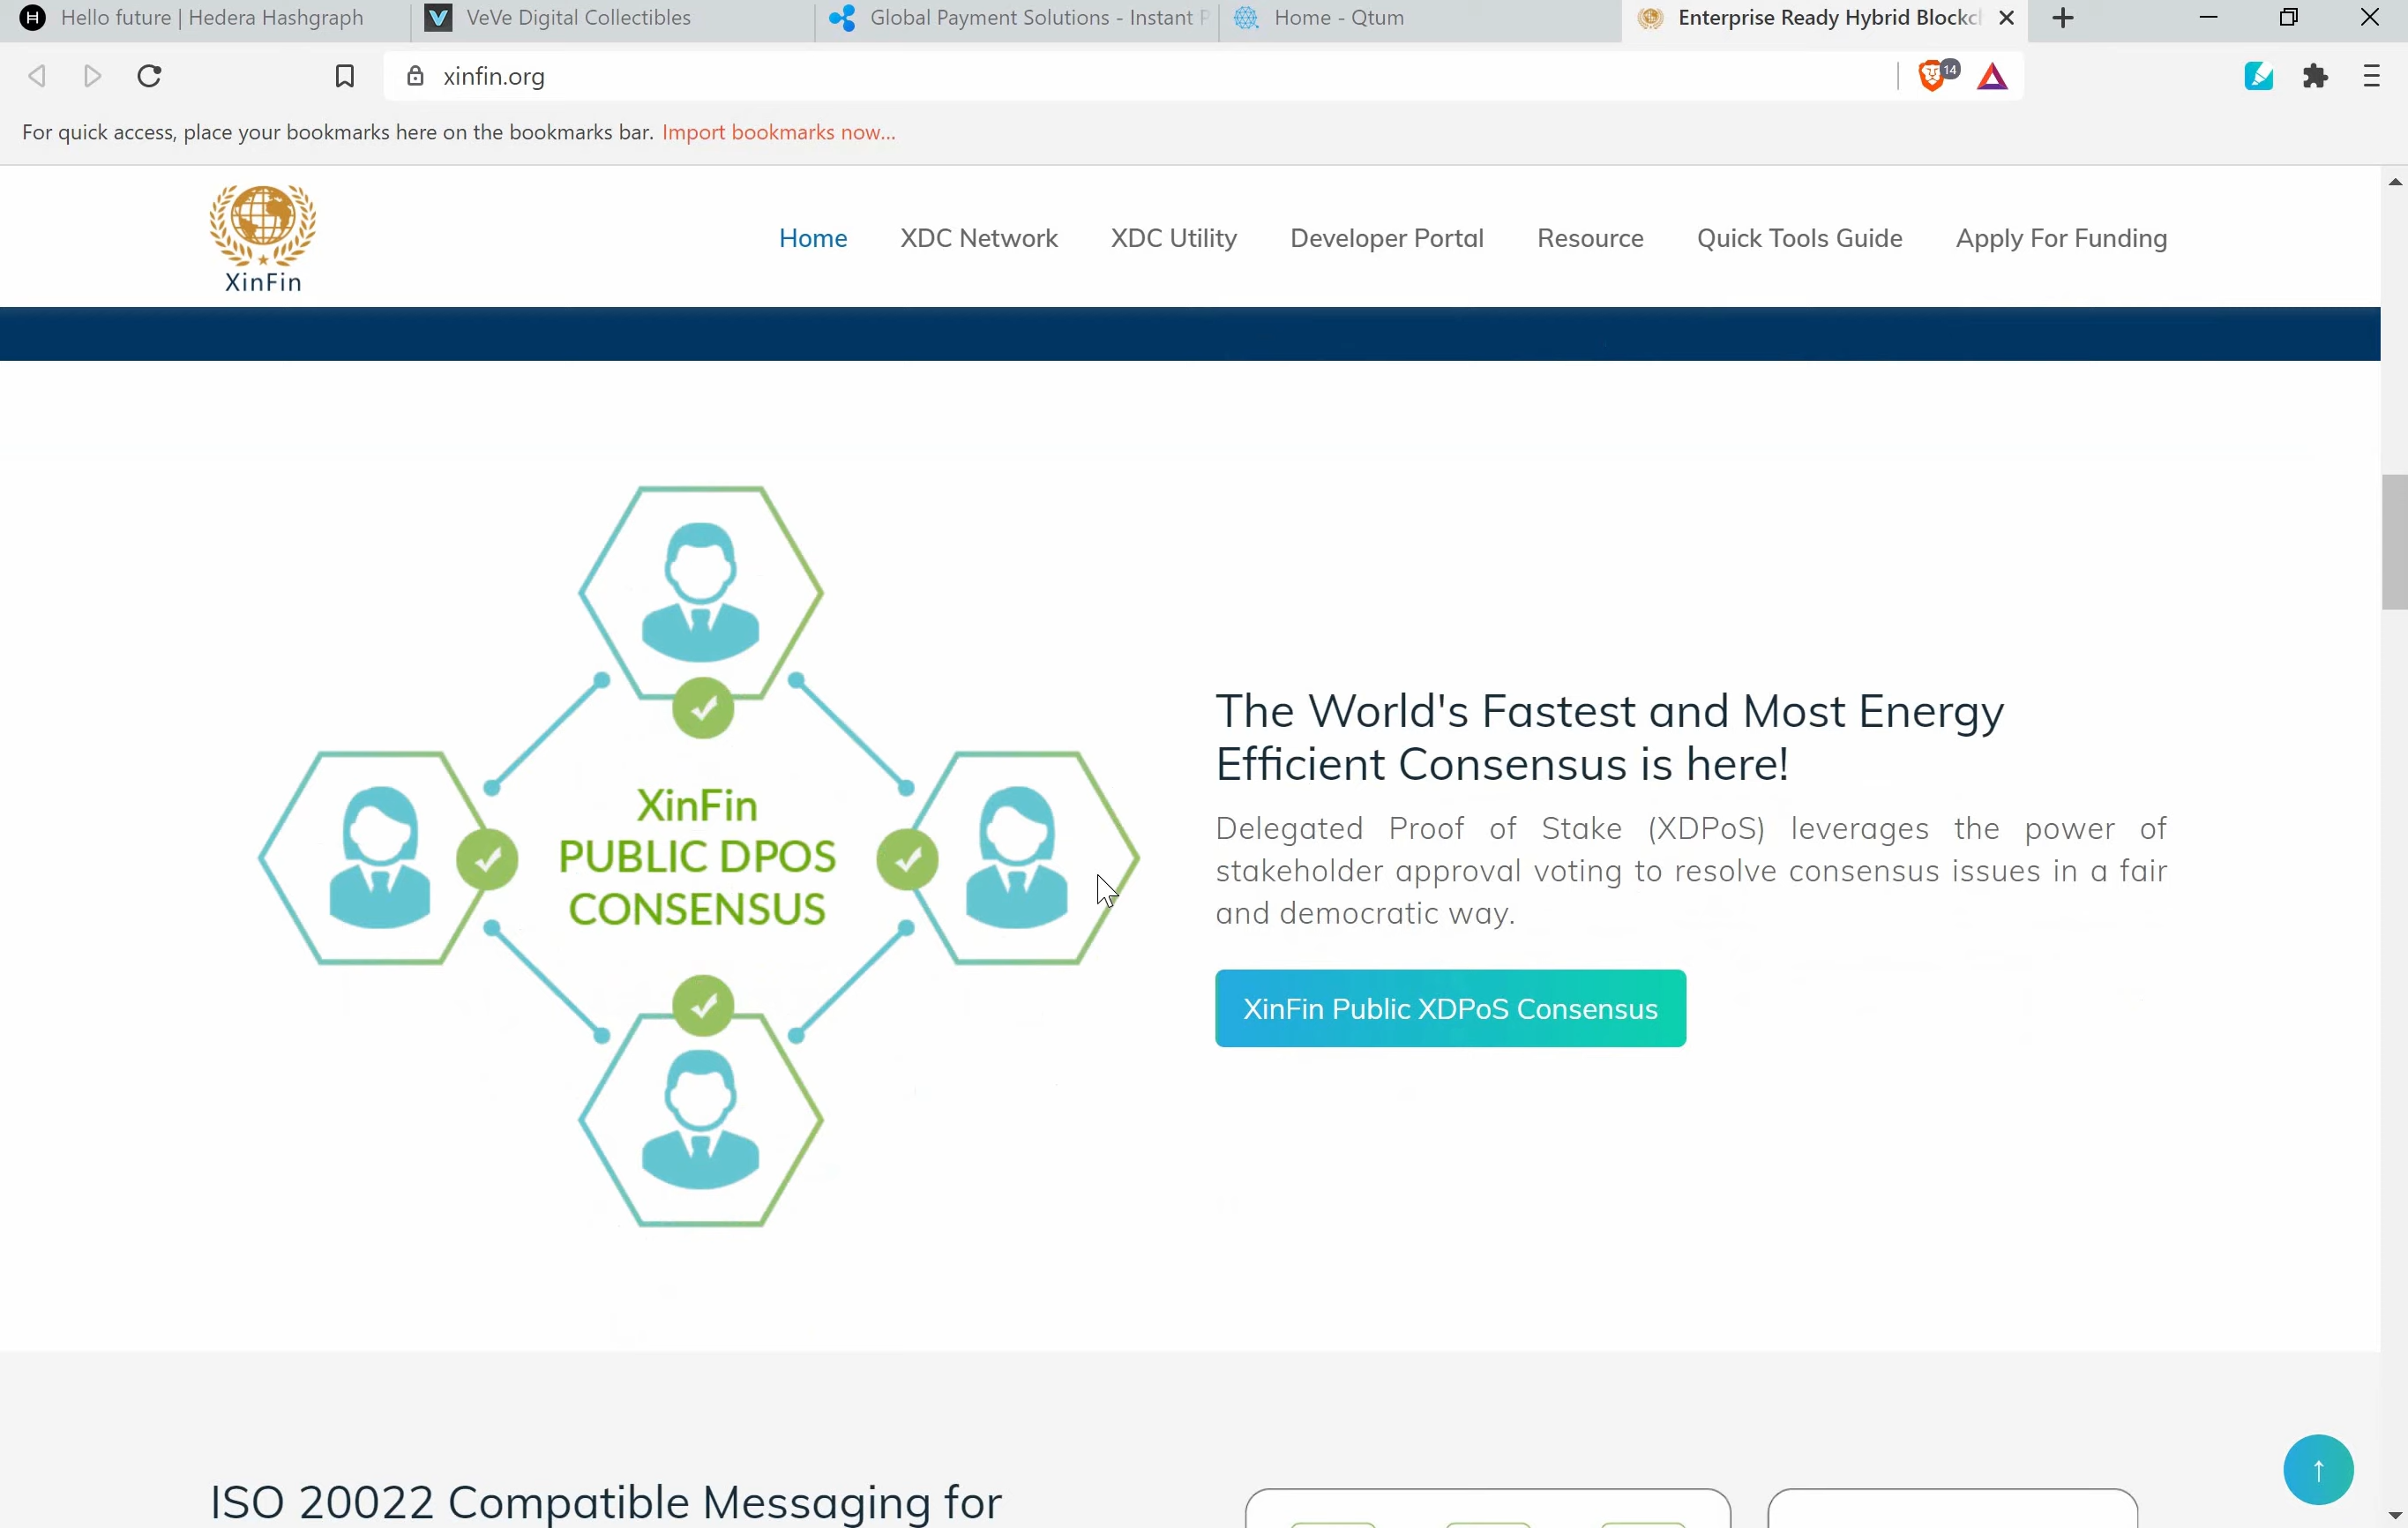 Hello future | Hedera Hashgraph
VeVe Digital Collectibles
Global Payment Solutions - Instant P
Home - Qtum
Enterprise Ready Hybrid Blockc
xinfin.org
14
For quick access, place your bookmarks here on the bookmarks bar. Import bookmarks now...
XinFin
Home
XDC Network
XDC Utility
Developer Portal
Resource
Quick Tools Guide
Apply For Funding
XinFin
PUBLIC DPOS
CONSENSUS
The World's Fastest and Most Energy
Efficient Consensus is here!
Delegated Proof of Stake (XDPoS) leverages the power of
stakeholder approval voting to resolve consensus issues in a fair
and democratic way.
XinFin Public XDPoS Consensus
ISO 20022 Compatible Messaging for